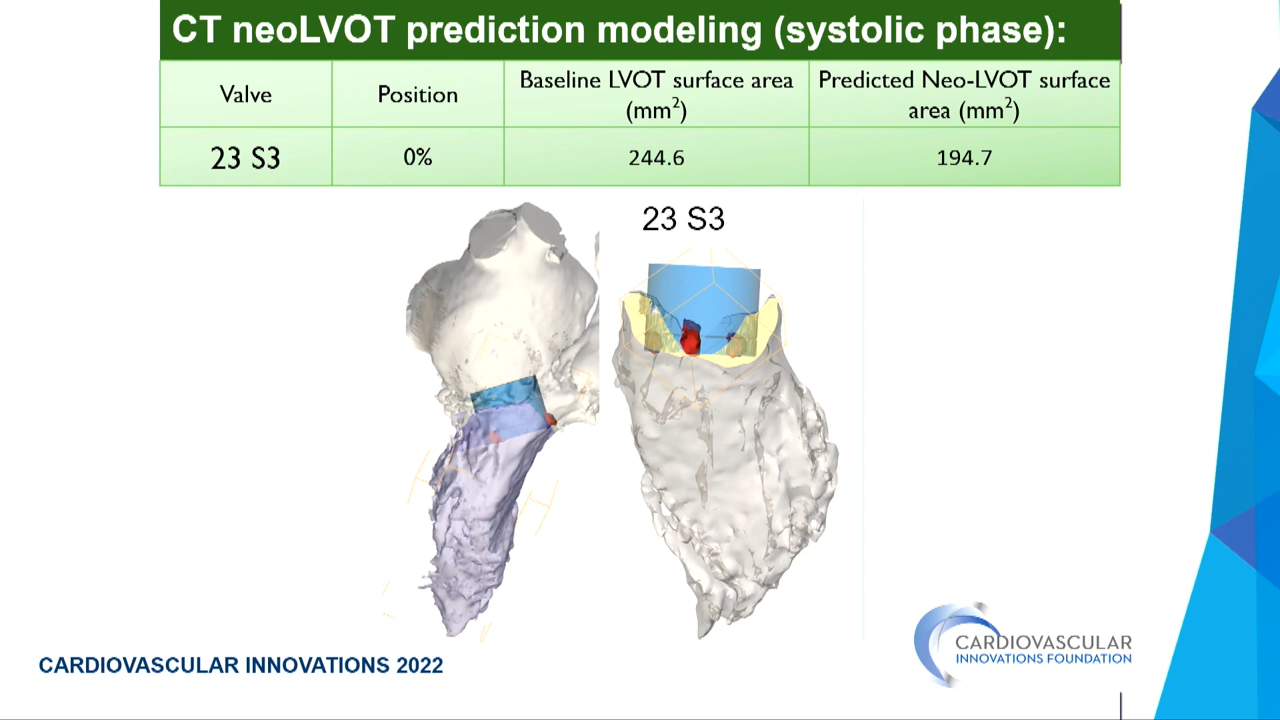 CT neoLVOT prediction modeling (systolic phase):
Valve
Position
Baseline LVOT surface area
(mm²)
Predicted Neo-LVOT surface
area (mm²)
23 S3
0%
244.6
194.7
23 S3
CARDIOVASCULAR INNOVATIONS 2022
CARDIOVASCULAR
INNOVATIONS FOUNDATION